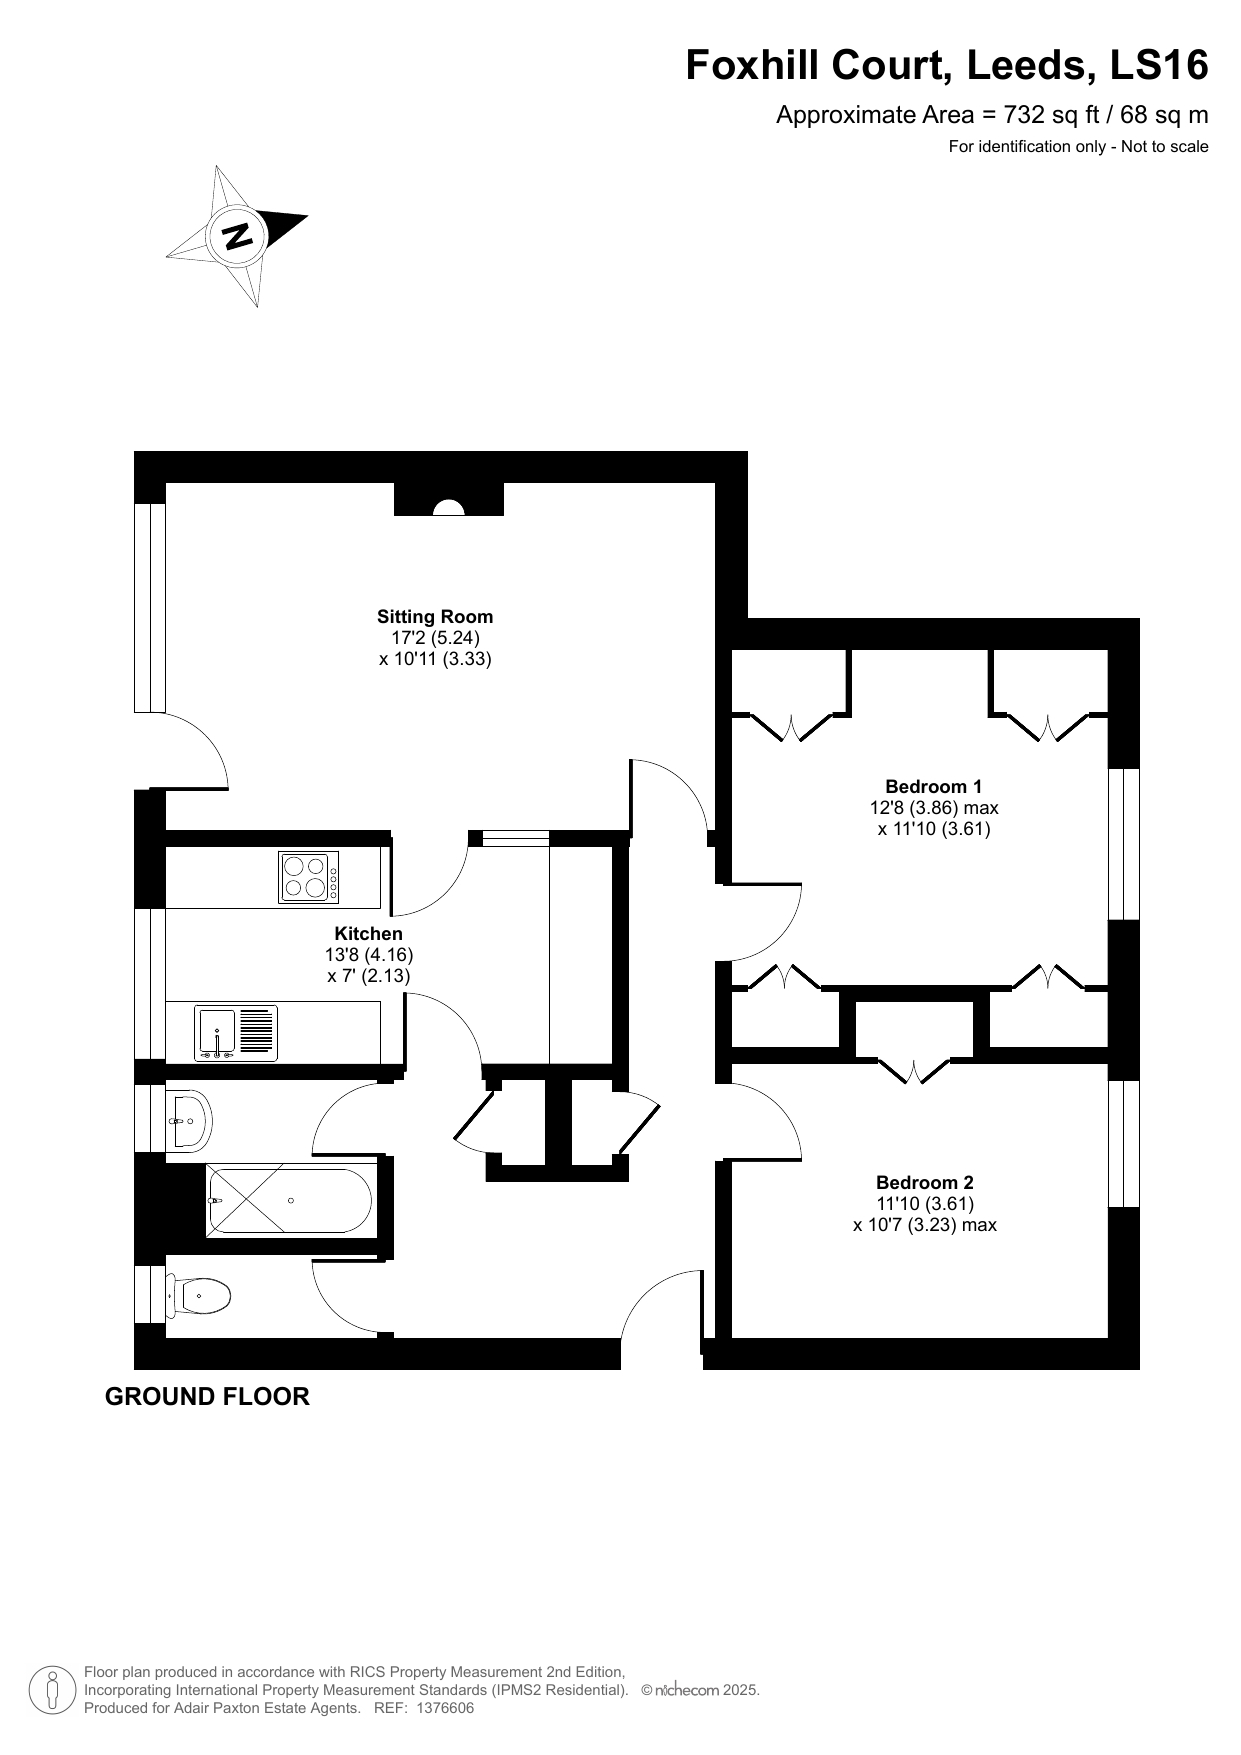 Foxhill Court, Leeds, LS16
Approximate Area = 732 sq ft / 68 sq m
For identification only - Not to scale
N
Sitting Room
17'2 (5.24)
x 10'11 (3.33)
Bedroom 1
12'8 (3.86) max
x 11'10 (3.61)
Kitchen
13'8 (4.16)
x 7' (2.13)
Bedroom 2
11'10 (3.61)
x 10'7 (3.23) max
GROUND FLOOR
Floor plan produced in accordance with RICS Property Measurement 2nd Edition,
Incorporating International Property Measurement Standards (IPMS2 Residential). © nichecom 2025.
Produced for Adair Paxton Estate Agents. REF: 1376606